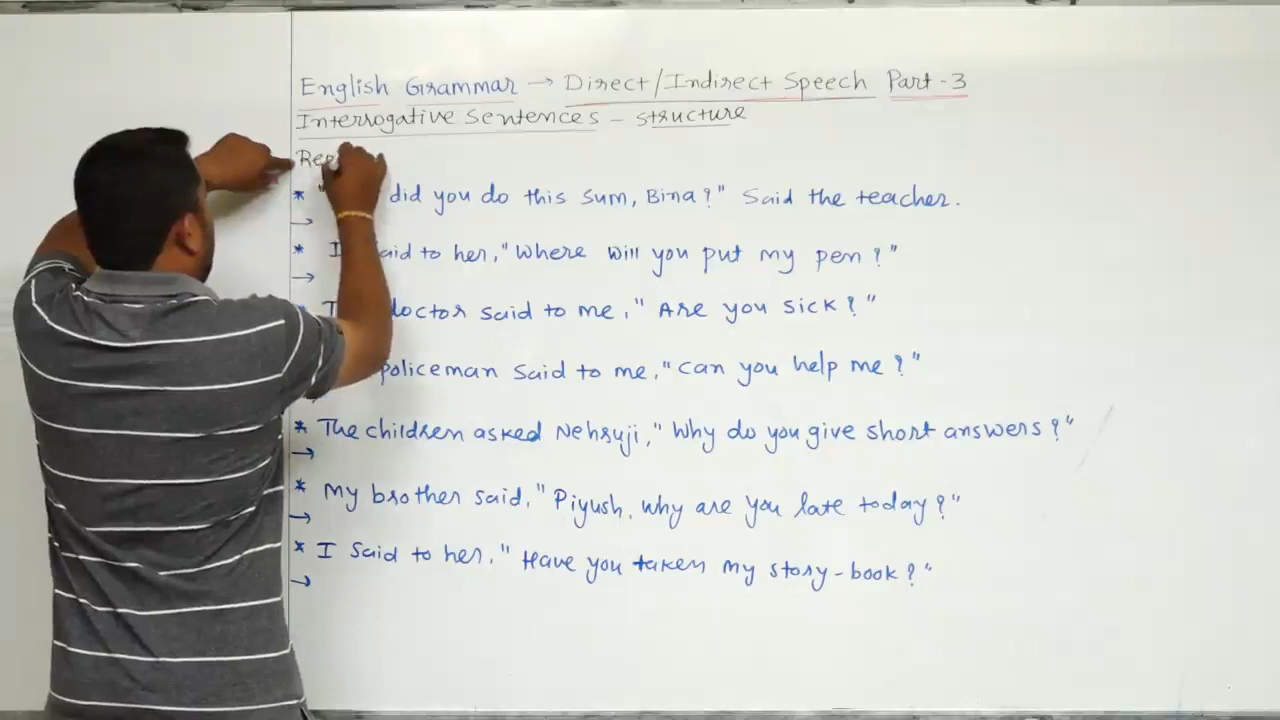 English Grammar → Direct/Indirect Speech Part-3
Interrogative Sentences - structure
* did you do this sum, Bina?" Said the teacher.
→
* I said to her, "Where will you put my pen?"
→
* doctor said to me, "Are you sick?"
policeman Said to me, "Can you help me?"
* The children asked Nehruji, "Why do you give short answers?"
→
* My brother said, "Piyush, why are you late today?"
→
* I Said to her, "Have you taken my story-book?"
→